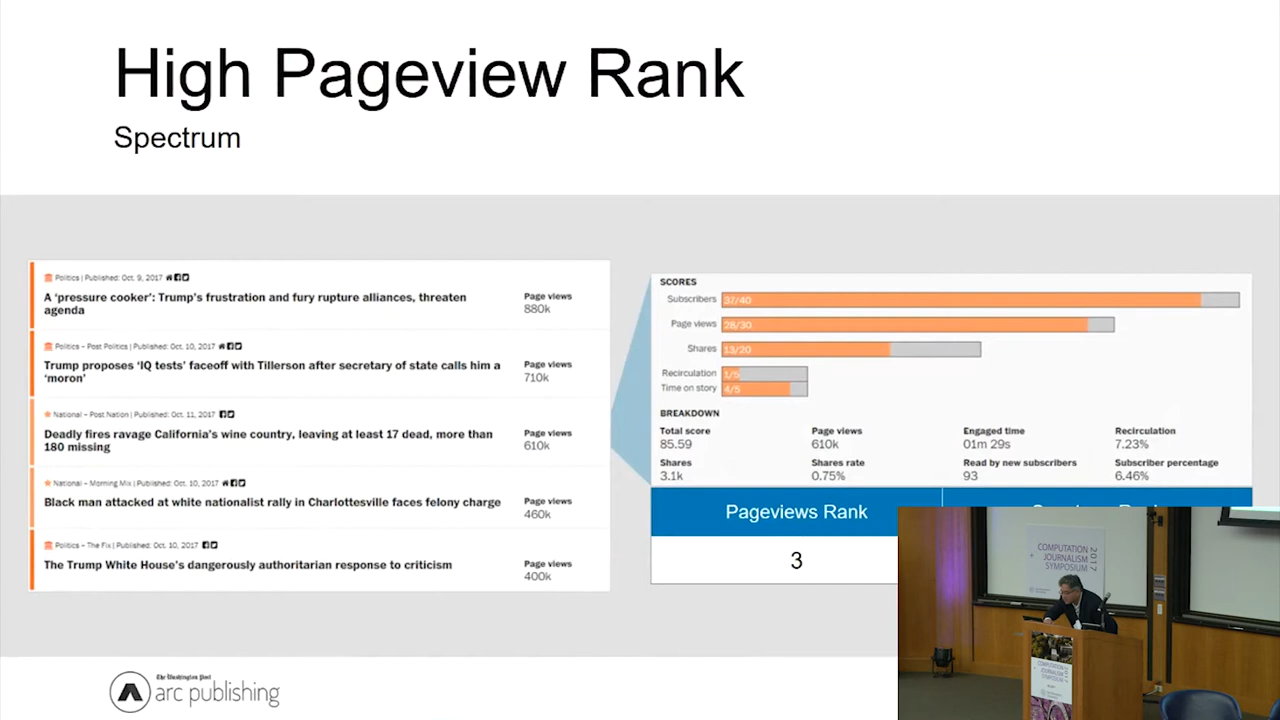 High Pageview Rank
Spectrum
Politics | Published: Oct. 9, 2017
A ‘pressure cooker’: Trump’s frustration and fury rupture alliances, threaten
agenda
Page views
880k
Politics – Post Politics | Published: Oct. 10, 2017
Trump proposes ‘IQ tests’ faceoff with Tillerson after secretary of state calls him a
‘moron’
Page views
710k
National – Post Nation | Published: Oct. 11, 2017
Deadly fires ravage California’s wine country, leaving at least 17 dead, more than
180 missing
Page views
610k
National – Morning Mix | Published: Oct. 10, 2017
Black man attacked at white nationalist rally in Charlottesville faces felony charge
Page views
460k
Politics – The Fix | Published: Oct. 10, 2017
The Trump White House’s dangerously authoritarian response to criticism
Page views
400k
SCORES
Subscribers 37/40
Page views 28/30
Shares 13/20
Recirculation 1/5
Time on story 4/5
BREAKDOWN
Total score Page views Engaged time Recirculation
85.59 610k 01m 29s 7.23%
Shares Shares rate Read by new subscribers Subscriber percentage
3.1k 0.75% 93 6.46%
Pageviews Rank
3
COMPUTATION
+ JOURNALISM
SYMPOSIUM
2017
COMPUTATION
JOURNALISM
SYMPOSIUM
The Washington Post
arc publishing